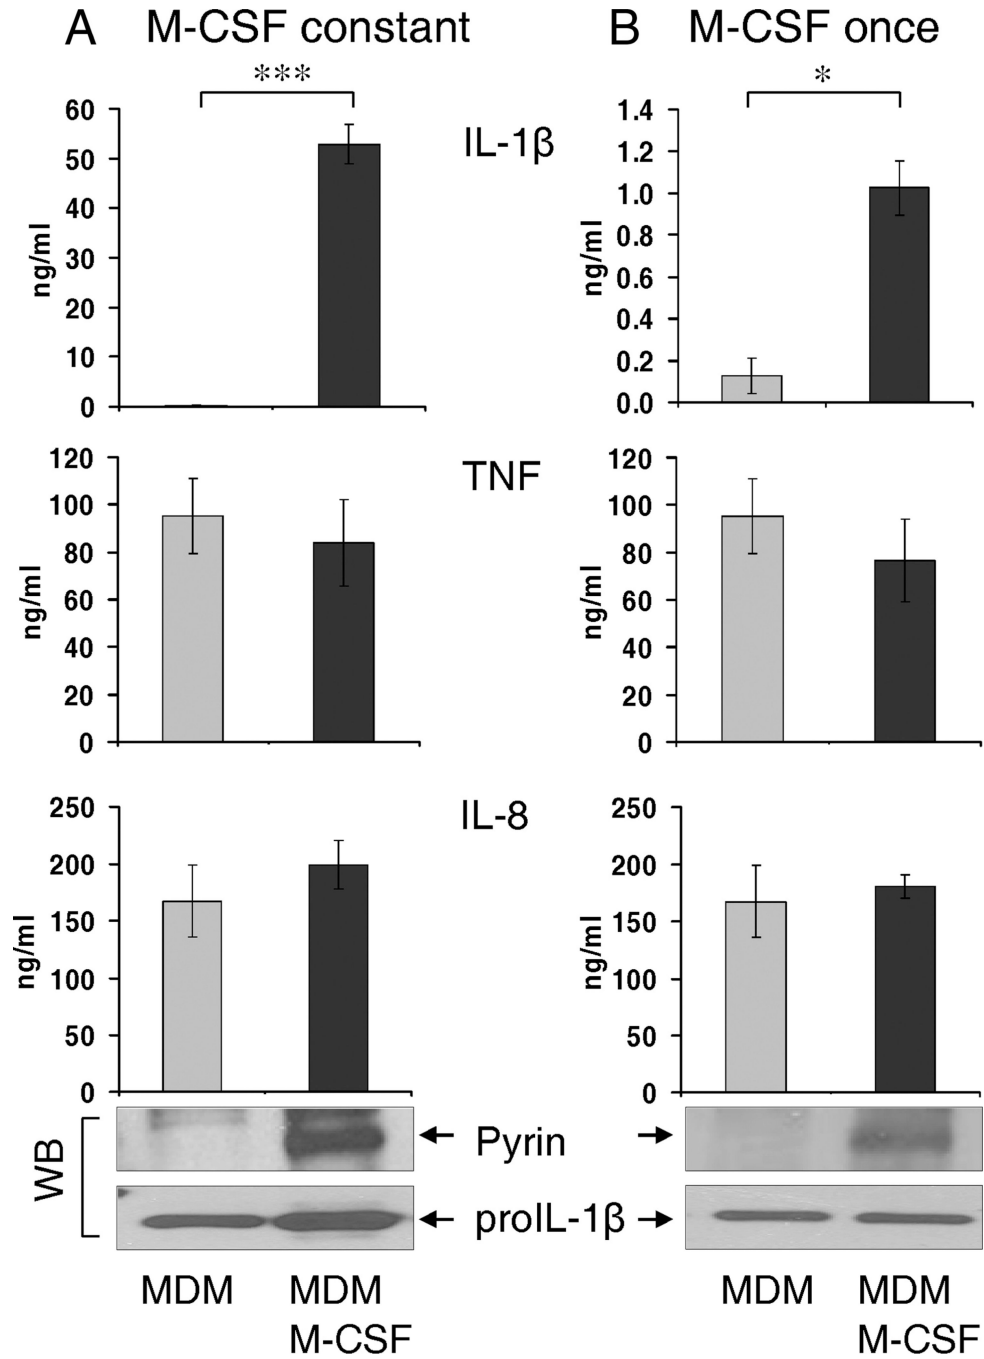 A M-CSF constant
B M-CSF once
***
*
60
50
40
30
20
10
0
ng/ml
IL-1β
1.4
1.2
1.0
0.8
0.6
0.4
0.2
0.0
ng/ml
120
100
80
60
40
20
0
ng/ml
TNF
120
100
80
60
40
20
0
ng/ml
250
200
150
100
50
0
ng/ml
IL-8
250
200
150
100
50
0
ng/ml
WB
Pyrin
proIL-1β
MDM
MDM
M-CSF
MDM
MDM
M-CSF